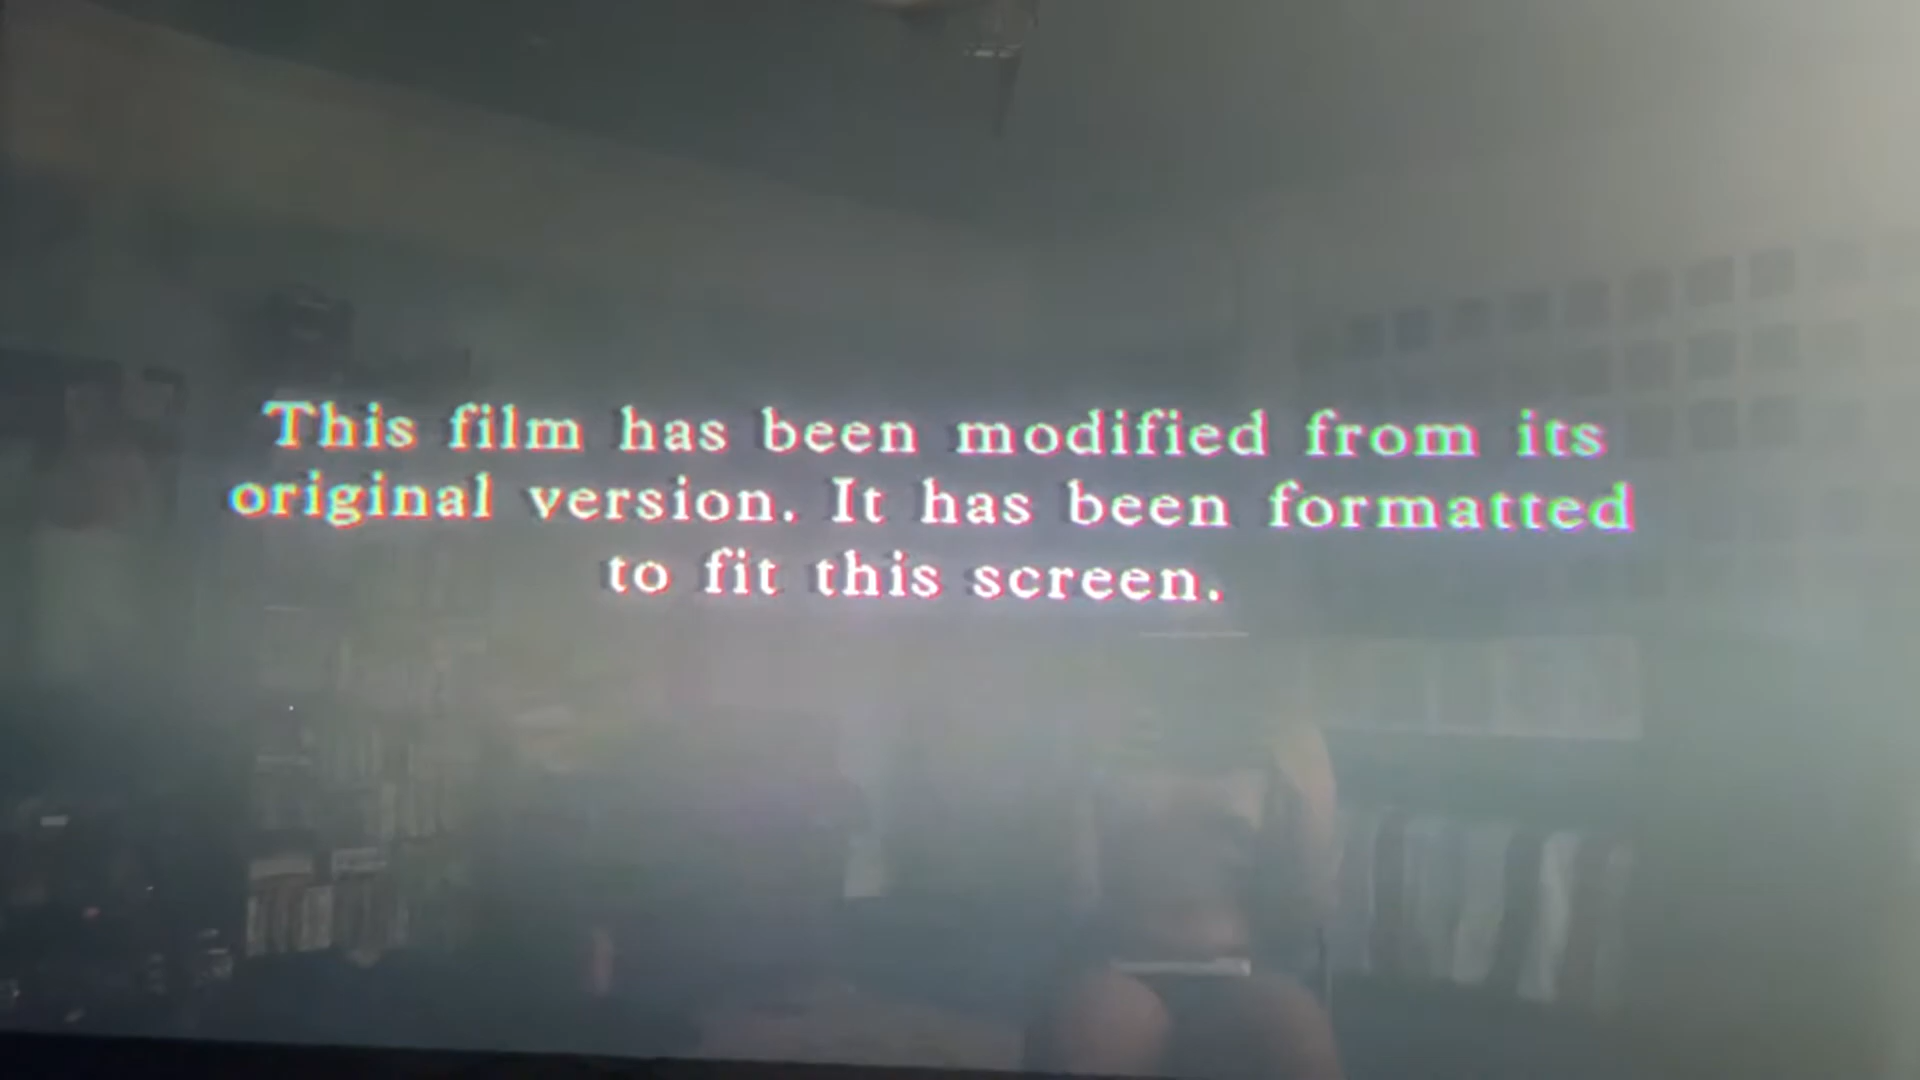 This film has been modified from its
original version. It has been formatted
to fit this screen.